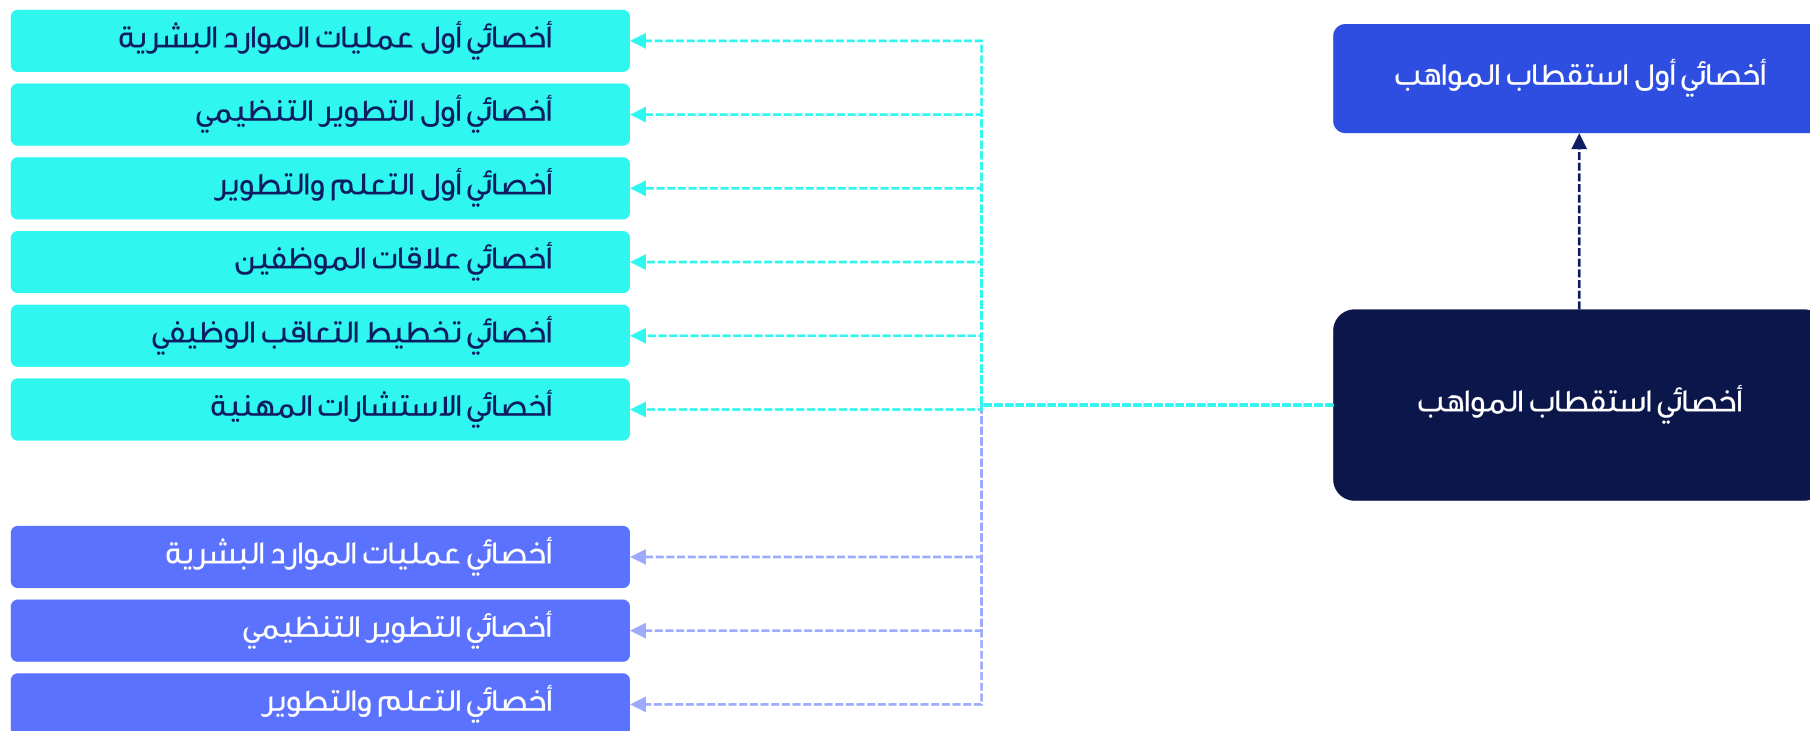 أخصائي أول استقطاب المواهب
أخصائي استقطاب المواهب
أخصائي أول عمليات الموارد البشرية
أخصائي أول التطوير التنظيمي
أخصائي أول التعلم والتطوير
أخصائي علاقات الموظفين
أخصائي تخطيط التعاقب الوظيفي
أخصائي الاستشارات المهنية
أخصائي عمليات الموارد البشرية
أخصائي التطوير التنظيمي
أخصائي التعلم والتطوير